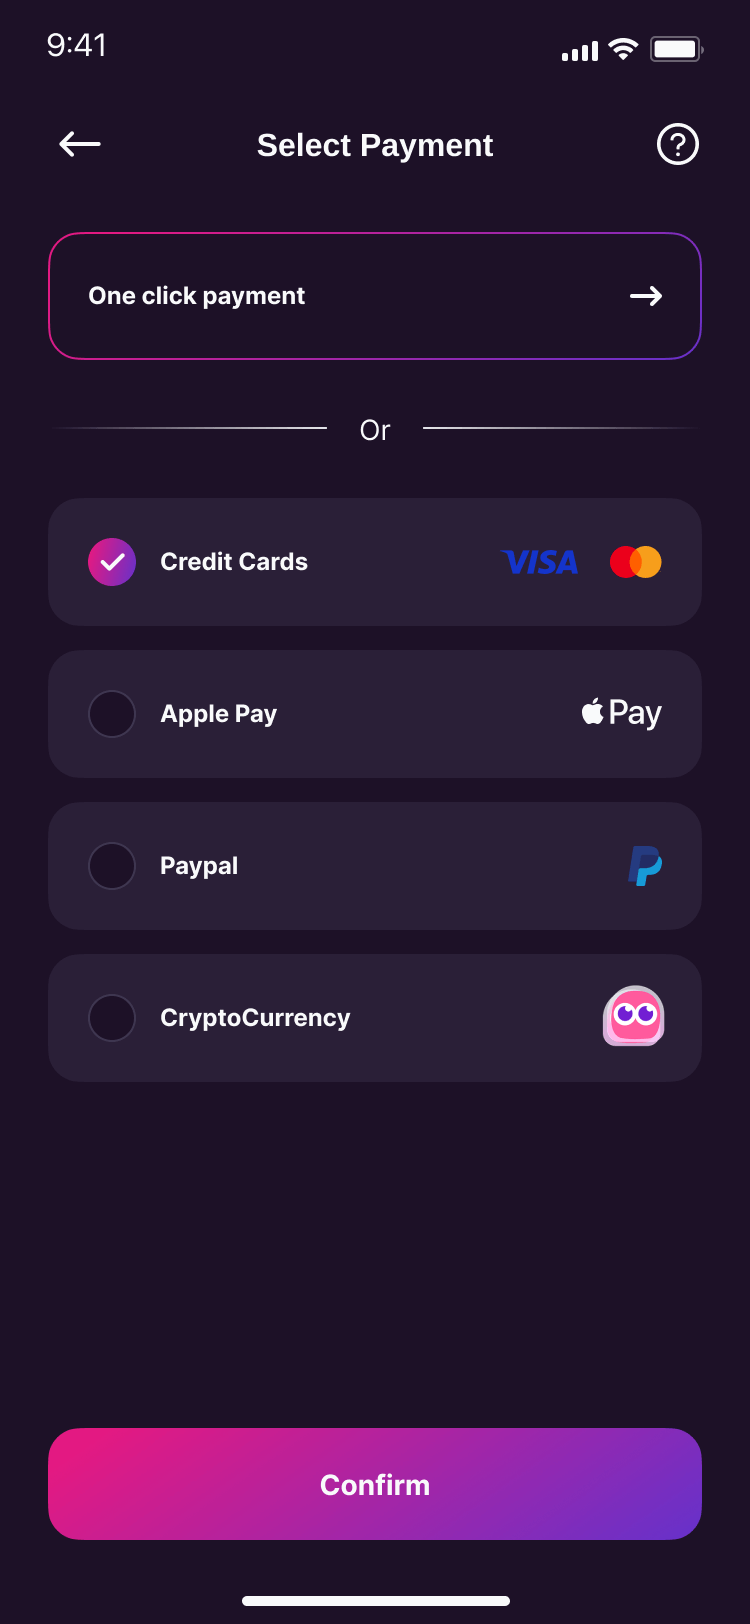 9:41
Select Payment
One click payment
Or
Credit Cards VISA
Apple Pay Pay
Paypal
CryptoCurrency
Confirm